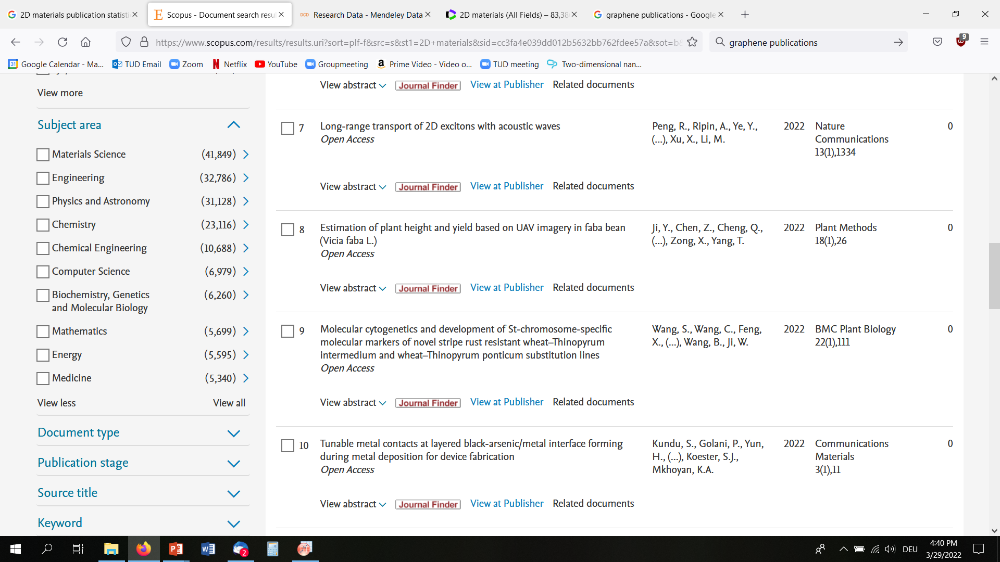 2D materials publication statisti
Scopus - Document search resul
Research Data - Mendeley Data
2D materials (All Fields) – 83,38
graphene publications - Google
https://www.scopus.com/results/results.uri?sort=plf-f&src=s&st1=2D+materials&sid=cc3fa4e039dd012b5632bb762fdee57a&sot=b&
graphene publications
9
Google Calendar - Ma...
TUD Email
Zoom
Netflix
YouTube
Groupmeeting
Prime Video - Video o...
TUD meeting
Two-dimensional nan...
View more
Subject area
Materials Science (41,849)
Engineering (32,786)
Physics and Astronomy (31,128)
Chemistry (23,116)
Chemical Engineering (10,688)
Computer Science (6,979)
Biochemistry, Genetics (6,260)
and Molecular Biology
Mathematics (5,699)
Energy (5,595)
Medicine (5,340)
View less View all
Document type
Publication stage
Source title
Keyword
View abstract Journal Finder View at Publisher Related documents
7 Long-range transport of 2D excitons with acoustic waves
Open Access
Peng, R., Ripin, A., Ye, Y.,
(...), Xu, X., Li, M.
2022
Nature
Communications
13(1),1334
0
View abstract Journal Finder View at Publisher Related documents
8 Estimation of plant height and yield based on UAV imagery in faba bean
(Vicia faba L.)
Open Access
Ji, Y., Chen, Z., Cheng, Q.,
(...), Zong, X., Yang, T.
2022
Plant Methods
18(1),26
0
View abstract Journal Finder View at Publisher Related documents
9 Molecular cytogenetics and development of St-chromosome-specific
molecular markers of novel stripe rust resistant wheat–Thinopyrum
intermedium and wheat–Thinopyrum ponticum substitution lines
Open Access
Wang, S., Wang, C., Feng,
X., (...), Wang, B., Ji, W.
2022
BMC Plant Biology
22(1),111
0
View abstract Journal Finder View at Publisher Related documents
10 Tunable metal contacts at layered black-arsenic/metal interface forming
during metal deposition for device fabrication
Open Access
Kundu, S., Golani, P., Yun,
H., (...), Koester, S.J.,
Mkhoyan, K.A.
2022
Communications
Materials
3(1),11
0
View abstract Journal Finder View at Publisher Related documents
2
DEU
4:40 PM
3/29/2022